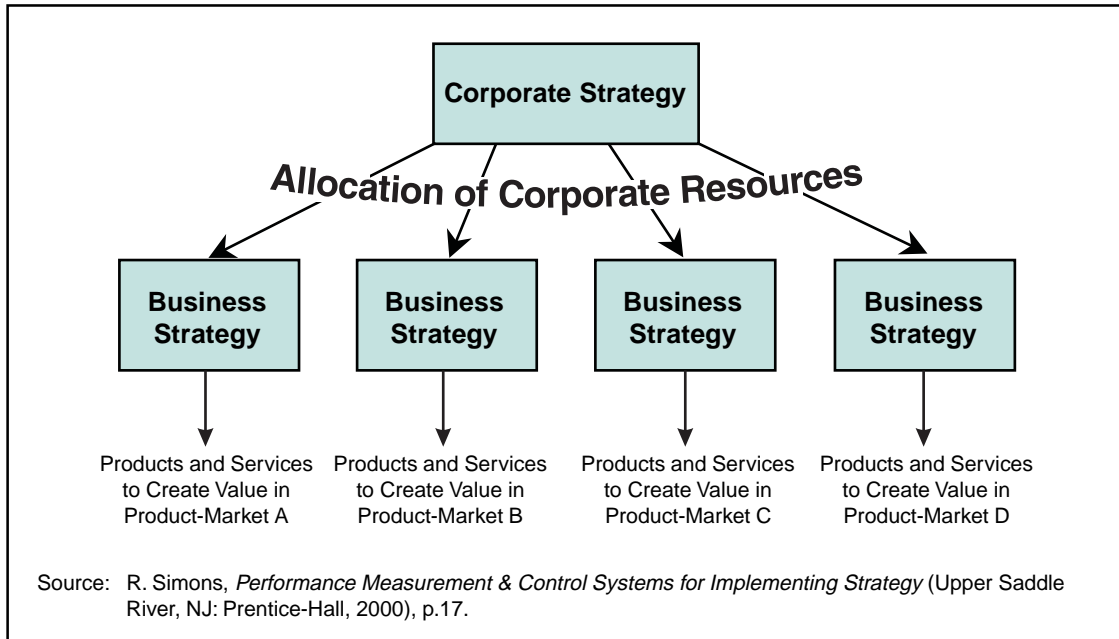 Corporate Strategy
Allocation of Corporate Resources
Business
Strategy
Business
Strategy
Business
Strategy
Business
Strategy
Products and Services
to Create Value in
Product-Market A
Products and Services
to Create Value in
Product-Market B
Products and Services
to Create Value in
Product-Market C
Products and Services
to Create Value in
Product-Market D
Source: R. Simons, Performance Measurement & Control Systems for Implementing Strategy (Upper Saddle
River, NJ: Prentice-Hall, 2000), p.17.